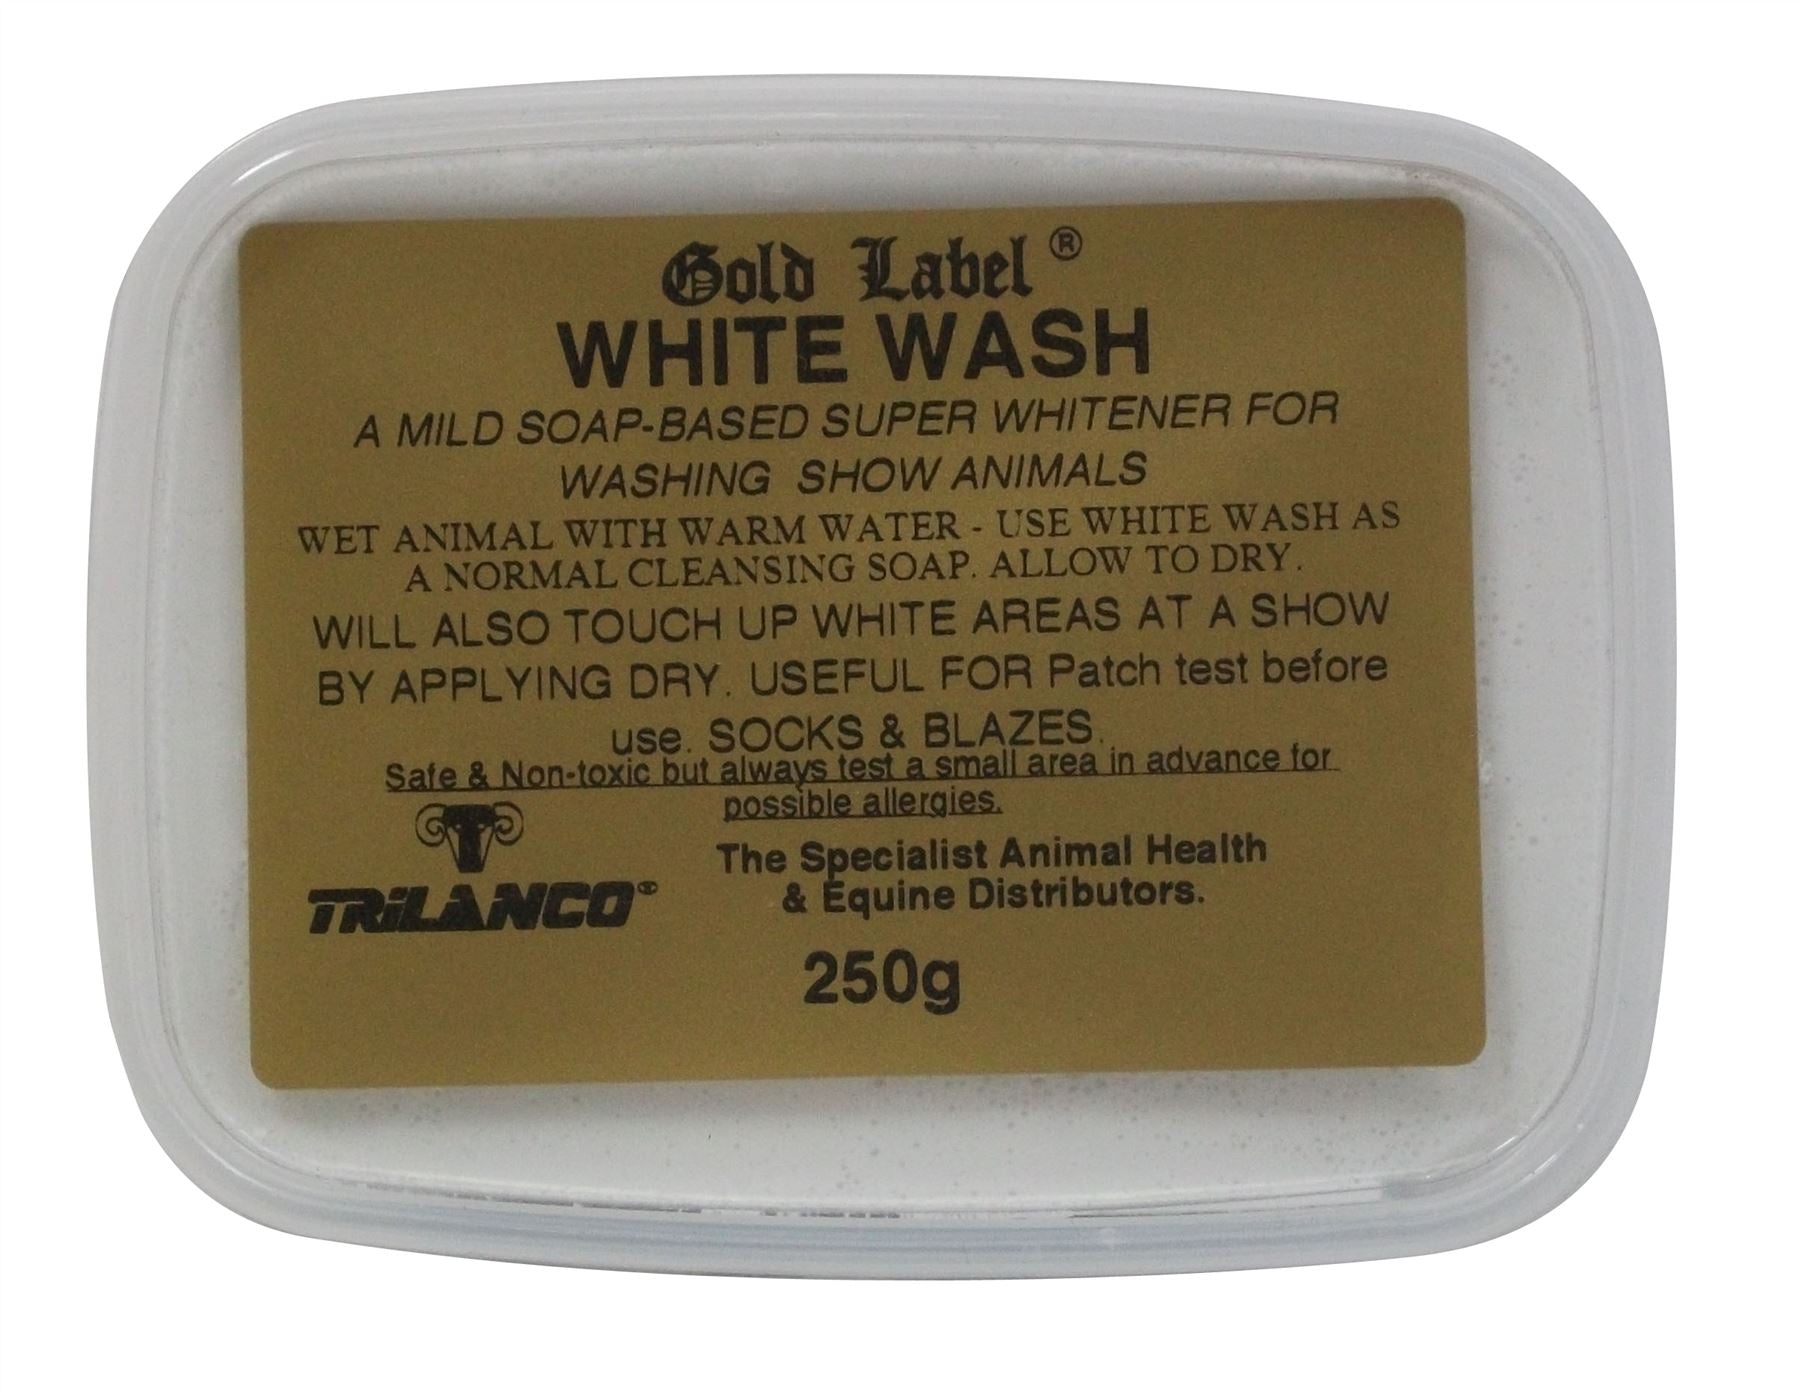 Gold Label ®
WHITE WASH
A MILD SOAP-BASED SUPER WHITENER FOR
WASHING SHOW ANIMALS
WET ANIMAL WITH WARM WATER - USE WHITE WASH AS
A NORMAL CLEANSING SOAP. ALLOW TO DRY.
WILL ALSO TOUCH UP WHITE AREAS AT A SHOW
BY APPLYING DRY. USEFUL FOR Patch test before
use. SOCKS & BLAZES.
Safe & Non-toxic but always test a small area in advance for
possible allergies.
TRiLANCO®
The Specialist Animal Health
& Equine Distributors.
250g